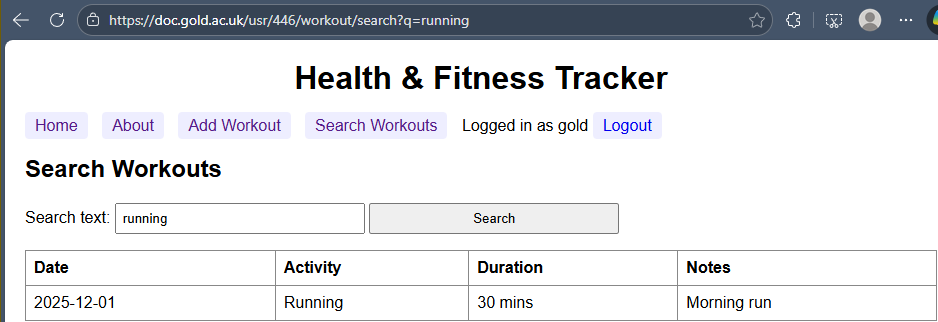 https://doc.gold.ac.uk/usr/446/workout/search?q=running
Health & Fitness Tracker
Home About Add Workout Search Workouts Logged in as gold Logout
Search Workouts
Search text: running Search
Date Activity Duration Notes
2025-12-01 Running 30 mins Morning run